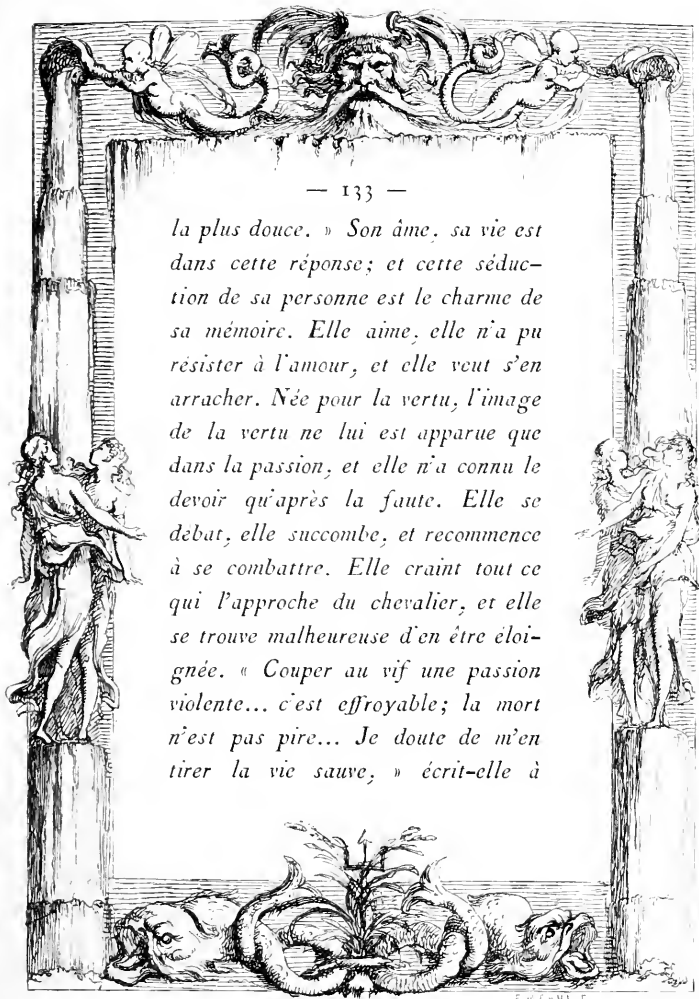 — 133 —
la plus douce. » Son âme, sa vie est
dans cette réponse; et cette séduc-
tion de sa personne est le charme de
sa mémoire. Elle aime, elle n'a pu
résister à l'amour, et elle veut s'en
arracher. Née pour la vertu, l'image
de la vertu ne lui est apparue que
dans la passion, et elle n'a connu le
devoir qu'après la faute. Elle se
débat, elle succombe, et recommence
à se combattre. Elle craint tout ce
qui l'approche du chevalier, et elle
se trouve malheureuse d'en être éloi-
gnée. « Couper au vif une passion
violente... c'est effroyable; la mort
n'est pas pire... Je doute de m'en
tirer la vie sauve, » écrit-elle à